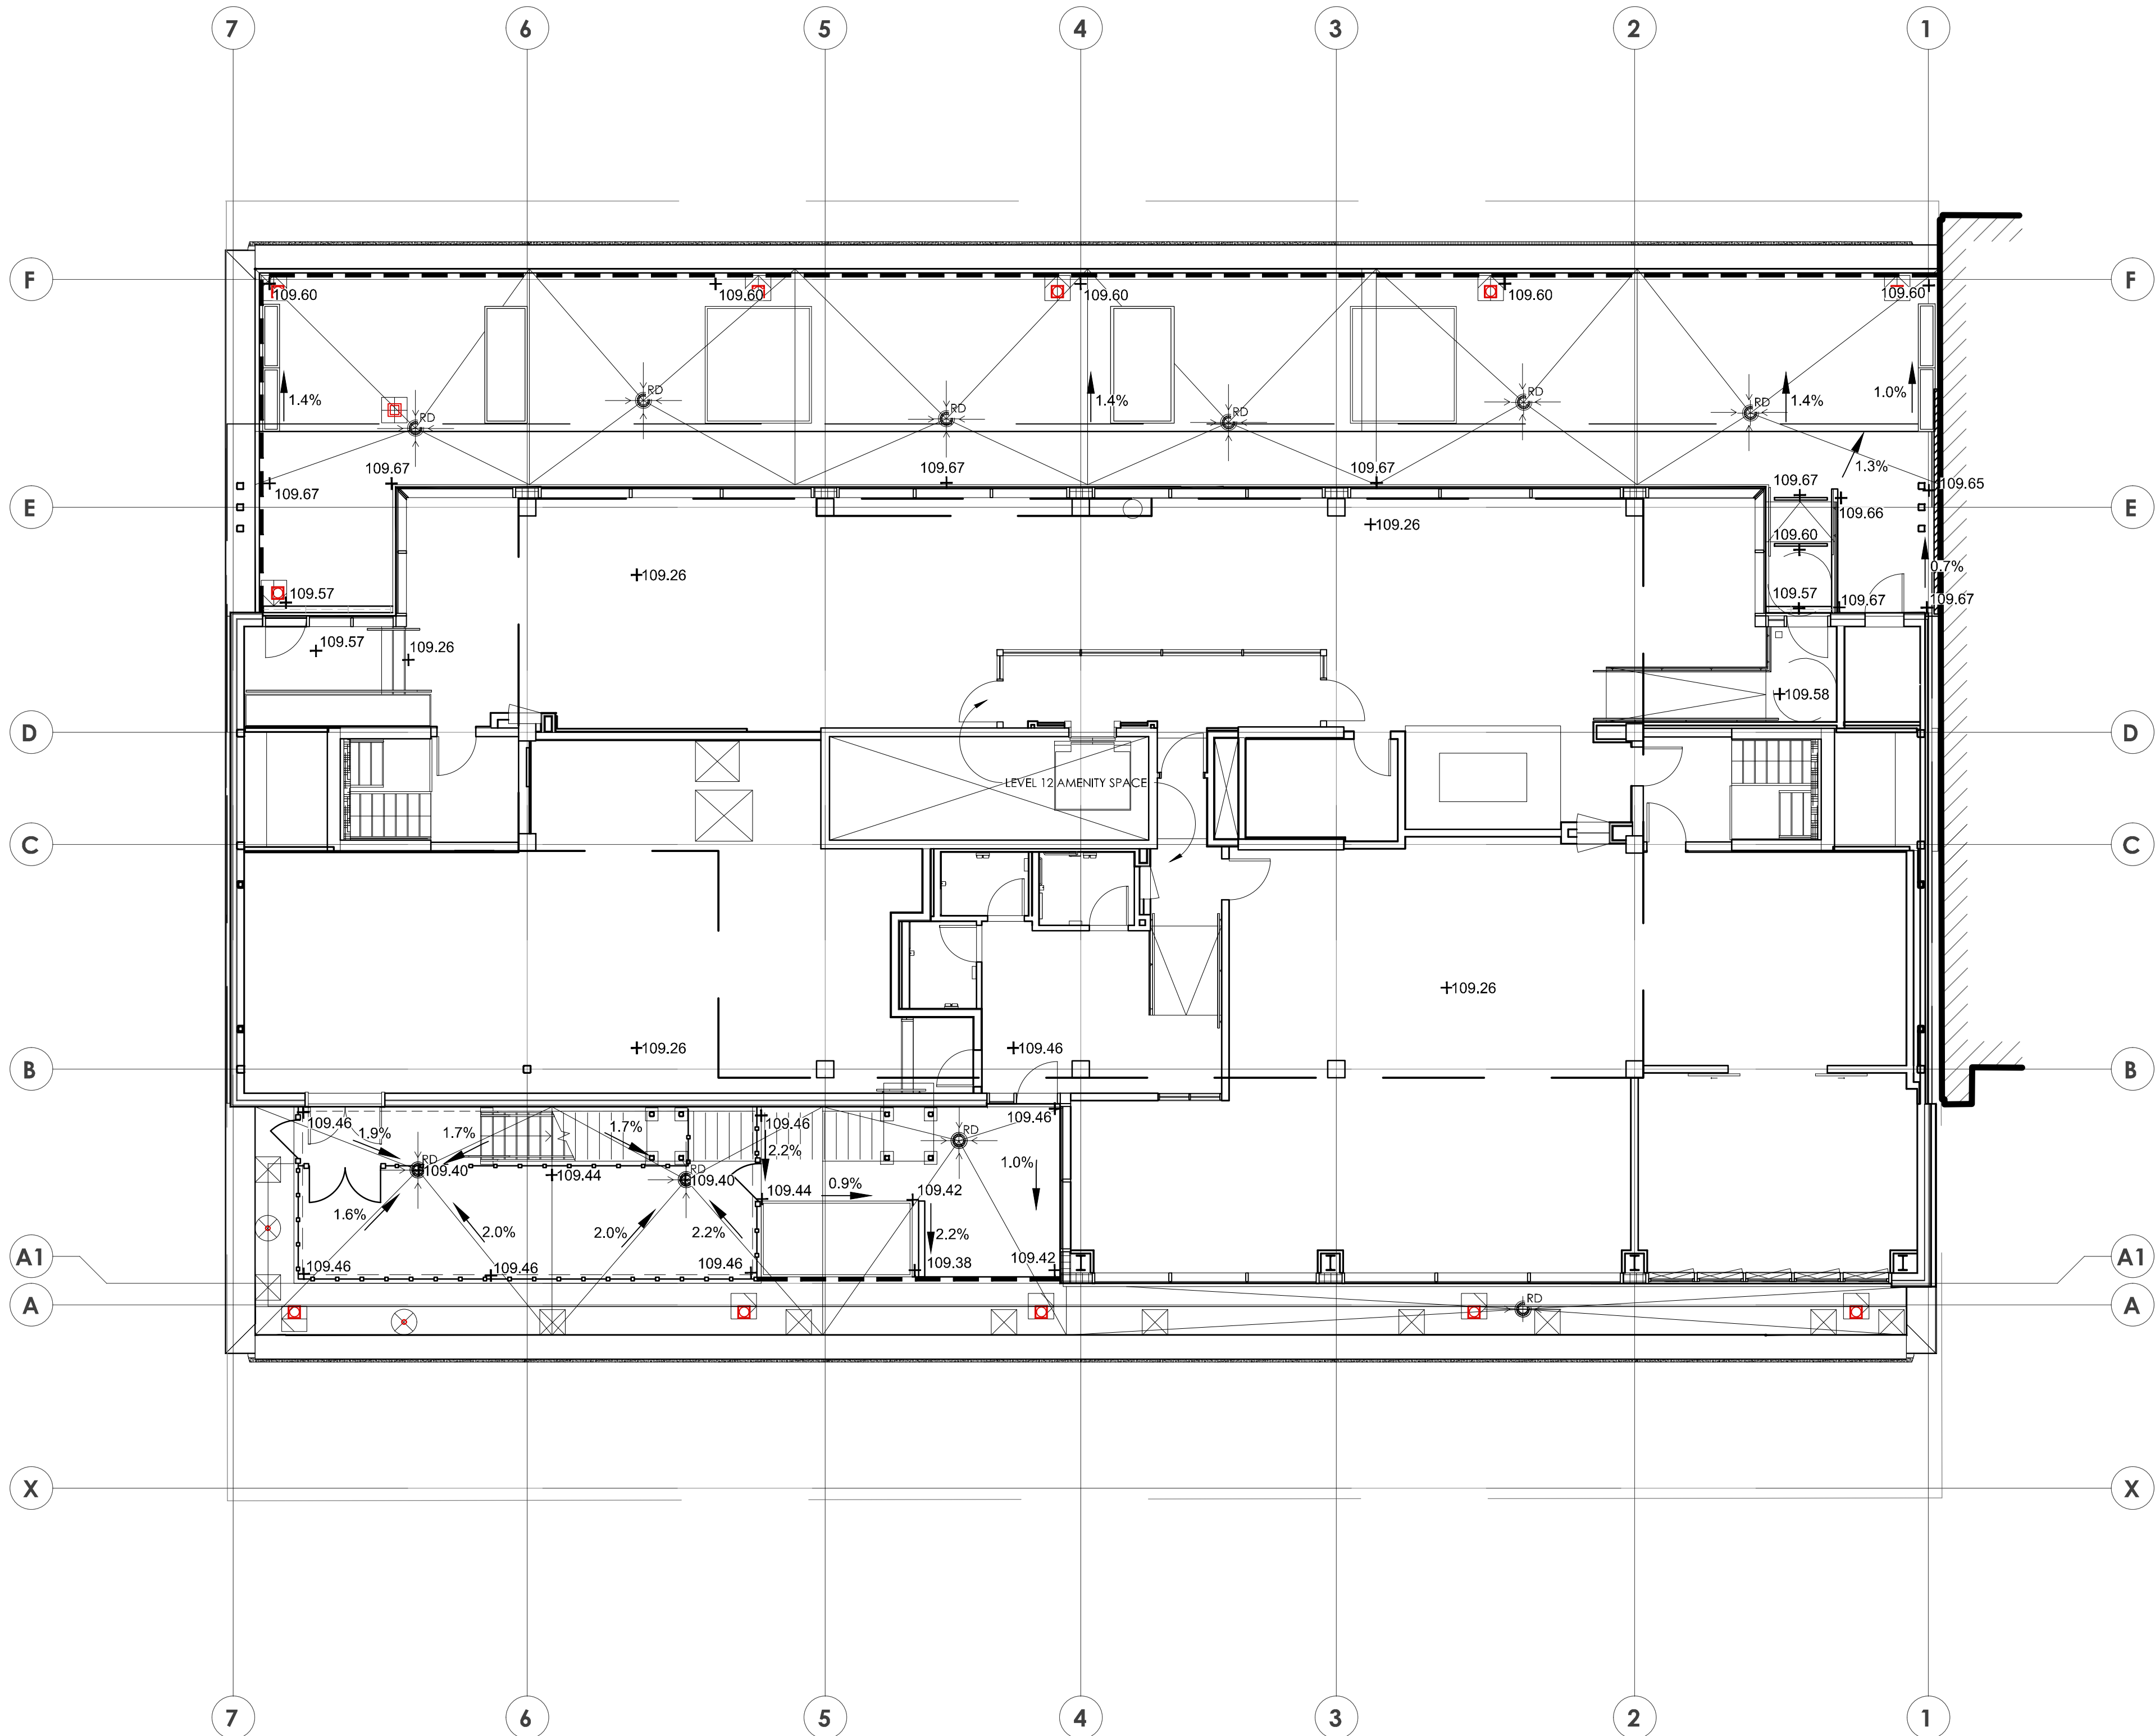 7 6 5 4 3 2 1
F F
109.60 109.60 109.60 109.60 109.60
1.4% 1.4% 1.4% 1.0%
RD RD RD RD RD RD
109.67 109.67 109.67 109.67 1.3%
109.67 109.65
E E
109.26 109.66
109.60
109.26 0.7%
109.57 109.57 109.67 109.67
109.57 109.26
109.58
D D
LEVEL 12 AMENITY SPACE
C C
109.26
109.26 109.46
B B
109.46 109.46 109.46
1.9% 1.7% 1.7% 2.2% RD
RD 109.40 109.44 RD 109.40 1.0%
109.44 0.9% 109.42
1.6% 2.0% 2.0% 2.2% 2.2%
A1 A1
109.46 109.46 109.46 109.38 109.42
A RD A
X X
7 6 5 4 3 2 1